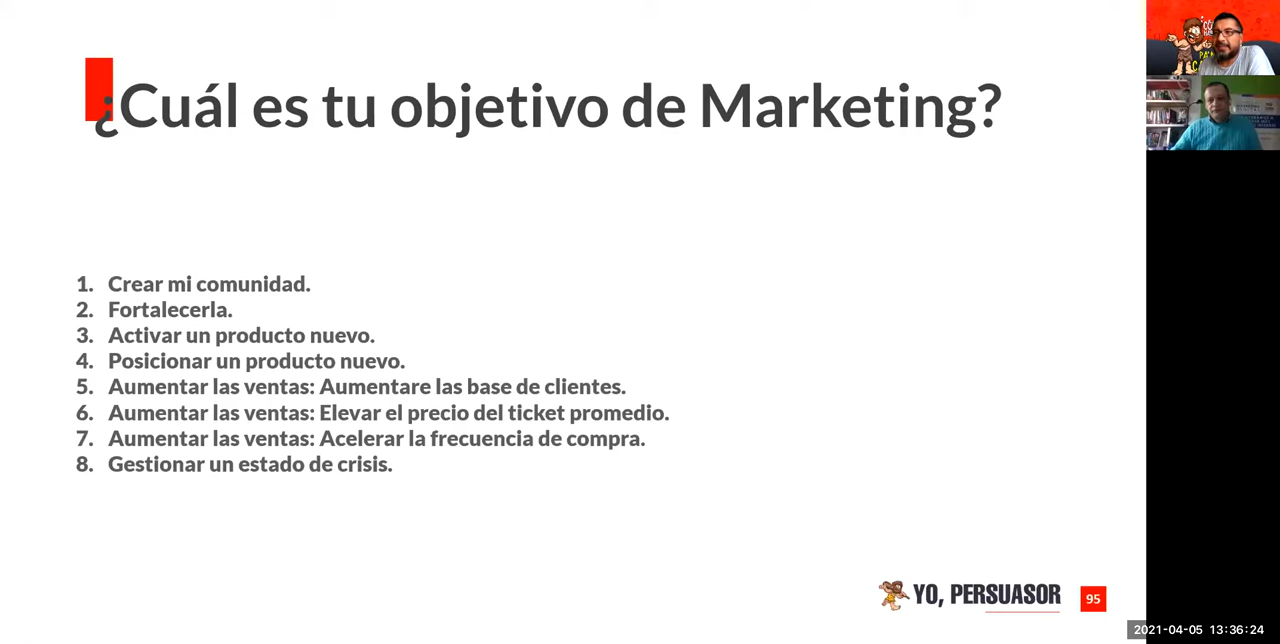 ¿Cuál es tu objetivo de Marketing?
1. Crear mi comunidad.
2. Fortalecerla.
3. Activar un producto nuevo.
4. Posicionar un producto nuevo.
5. Aumentar las ventas: Aumentare las base de clientes.
6. Aumentar las ventas: Elevar el precio del ticket promedio.
7. Aumentar las ventas: Acelerar la frecuencia de compra.
8. Gestionar un estado de crisis.
YO, PERSUASOR
95
2021-04-05 13:36:24